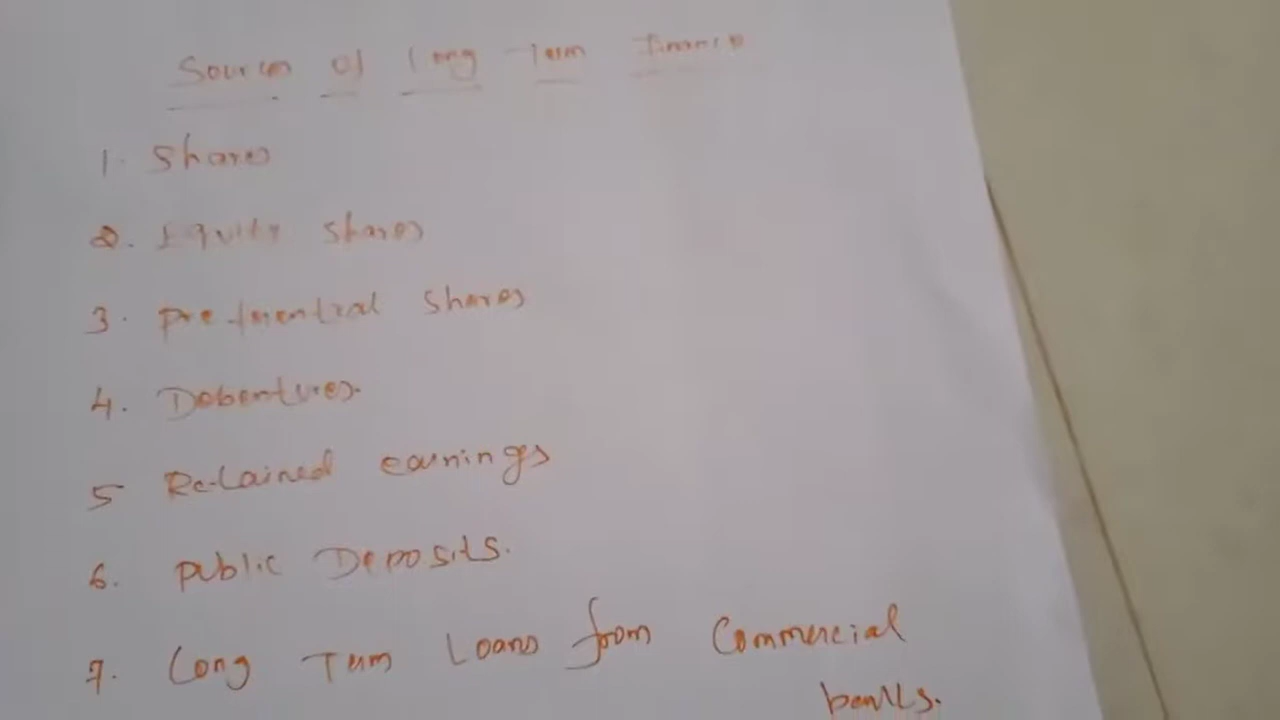 Sources of Long Term finance
1. Shares
2. Equity shares
3. Preferential shares
4. Debentures.
5 Retained earnings
6. Public Deposits.
7. Long Term Loans from Commercial
banks.